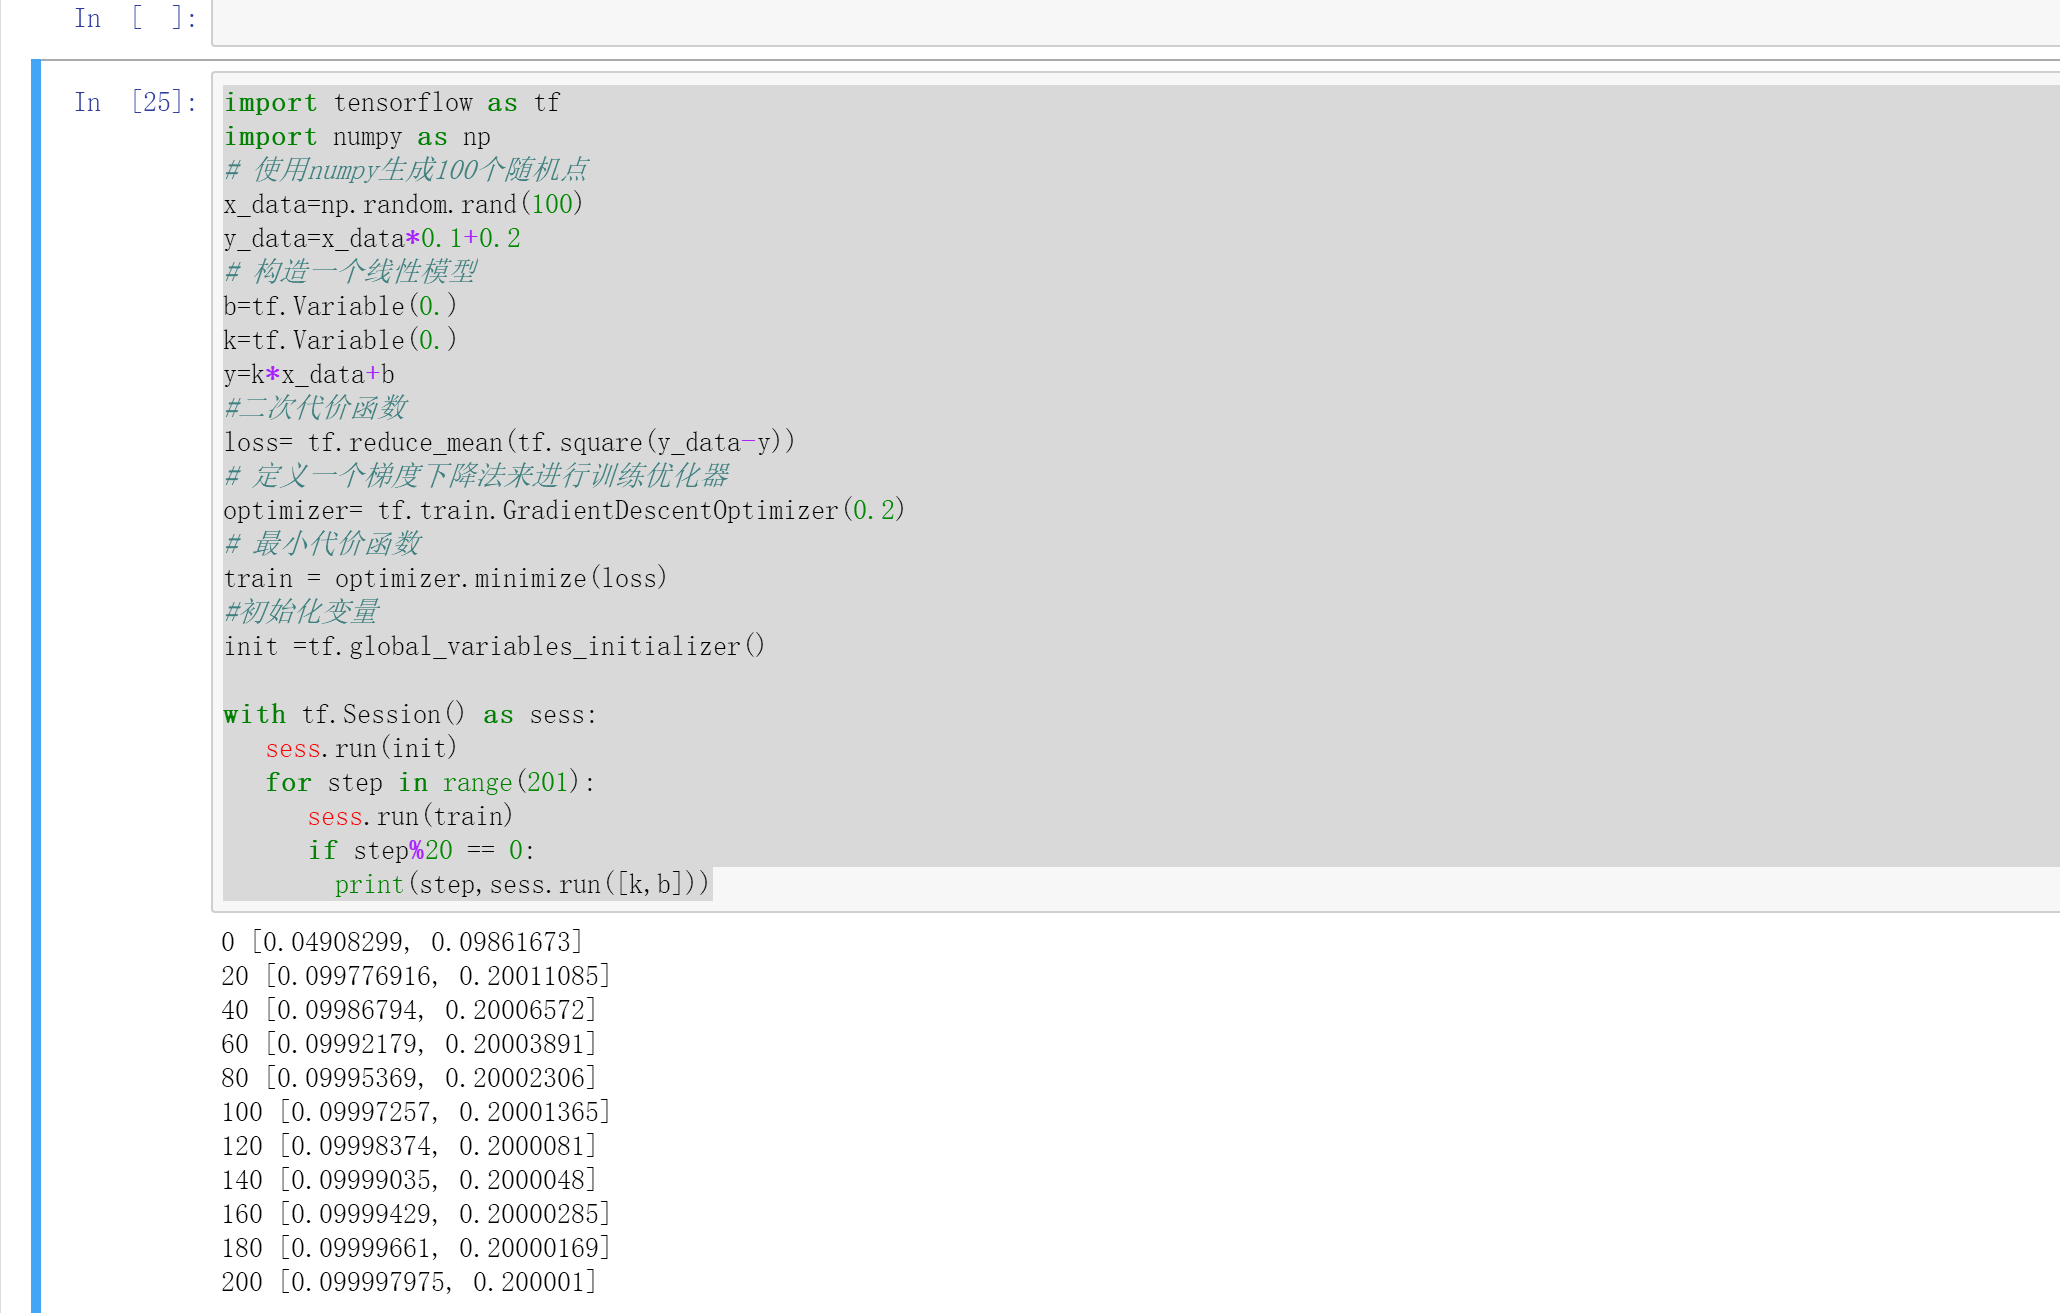 In [ ]:
In [25]:
import tensorflow as tf
import numpy as np
# 使用numpy生成100个随机点
x_data=np.random.rand(100)
y_data=x_data*0.1+0.2
# 构造一个线性模型
b=tf.Variable(0.)
k=tf.Variable(0.)
y=k*x_data+b
#二次代价函数
loss= tf.reduce_mean(tf.square(y_data-y))
# 定义一个梯度下降法来进行训练优化器
optimizer= tf.train.GradientDescentOptimizer(0.2)
# 最小代价函数
train = optimizer.minimize(loss)
#初始化变量
init =tf.global_variables_initializer()
with tf.Session() as sess:
   sess.run(init)
   for step in range(201):
      sess.run(train)
      if step%20 == 0:
        print(step,sess.run([k,b]))
0 [0.04908299, 0.09861673]
20 [0.099776916, 0.20011085]
40 [0.09986794, 0.20006572]
60 [0.09992179, 0.20003891]
80 [0.09995369, 0.20002306]
100 [0.09997257, 0.20001365]
120 [0.09998374, 0.2000081]
140 [0.09999035, 0.2000048]
160 [0.09999429, 0.20000285]
180 [0.09999661, 0.20000169]
200 [0.099997975, 0.200001]